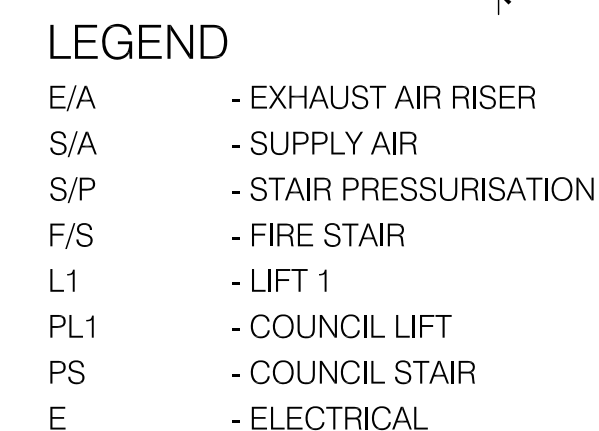 LEGEND
E/A - EXHAUST AIR RISER
S/A - SUPPLY AIR
S/P - STAIR PRESSURISATION
F/S - FIRE STAIR
L1 - LIFT 1
PL1 - COUNCIL LIFT
PS - COUNCIL STAIR
E - ELECTRICAL